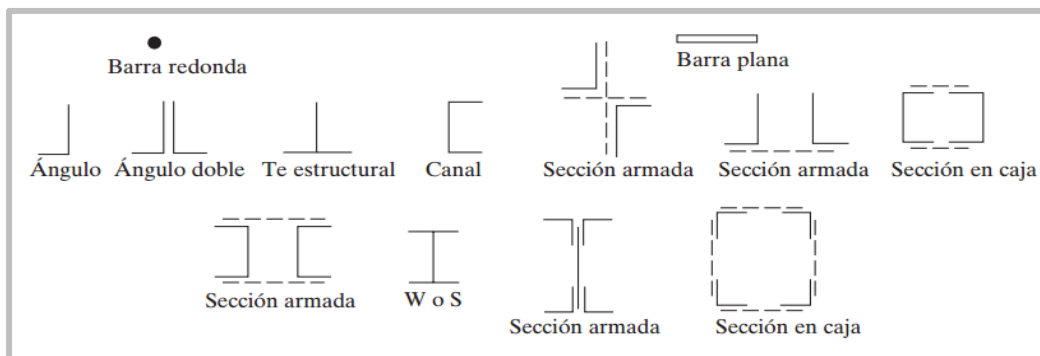 Barra redonda
Barra plana
Ángulo
Ángulo doble
Te estructural
Canal
Sección armada
Sección armada
Sección en caja
Sección armada
W o S
Sección armada
Sección en caja